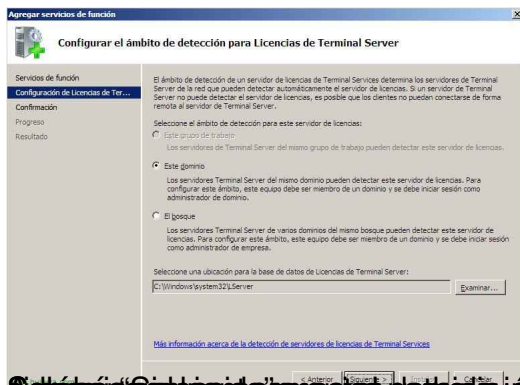 Agregar servicios de función
Configurar el ámbito de detección para Licencias de Terminal Server
Servicios de función
Configuración de Licencias de Ter...
Confirmación
Progreso
Resultado
El ámbito de detección de un servidor de licencias de Terminal Services determina los servidores de Terminal
Server de la red que pueden detectar automáticamente el servidor de licencias. Si un servidor de Terminal
Server no puede detectar el servidor de licencias, es posible que los clientes no puedan conectarse de forma
remota al servidor de Terminal Server.
Seleccione el ámbito de detección para este servidor de licencias:
Este grupo de trabajo
Los servidores de Terminal Server del mismo grupo de trabajo pueden detectar este servidor de licencias.
Este dominio
Los servidores Terminal Server del mismo dominio pueden detectar este servidor de licencias. Para
configurar este ámbito, este equipo debe ser miembro de un dominio y se debe iniciar sesión como
administrador de dominio.
El bosque
Los servidores Terminal Server de varios dominios del mismo bosque pueden detectar este servidor de
licencias. Para configurar este ámbito, este equipo debe ser miembro de un dominio y se debe iniciar sesión
como administrador de empresa.
Seleccione una ubicación para la base de datos de Licencias de Terminal Server:
C:\Windows\system32\LServer
Examinar...
Más información acerca de la detección de servidores de licencias de Terminal Services
< Anterior
Siguiente >
Cancelar